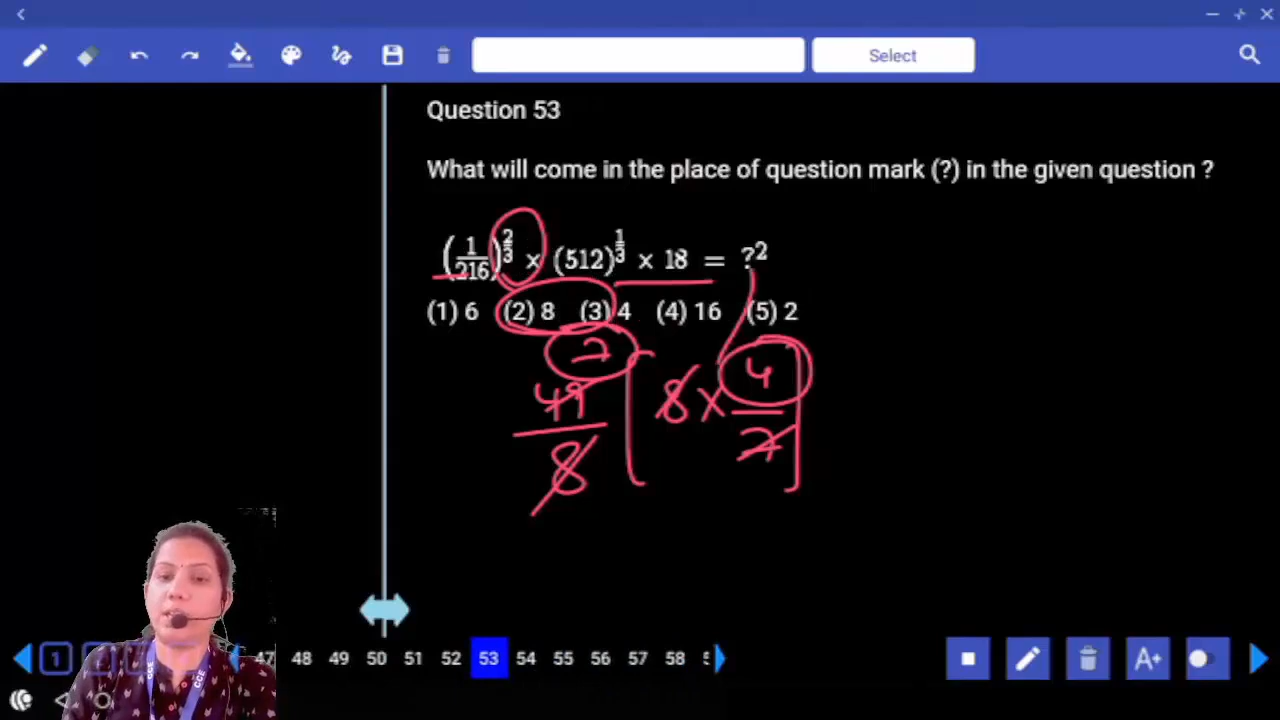 Select
Question 53
What will come in the place of question mark (?) in the given question ?
(1/216)^(2/3) × (512)^(1/3) × 18 = ?²
(1) 6 (2) 8 (3) 4 (4) 16 (5) 2
7 4
49 8 ×
8 7
1 47 48 49 50 51 52 53 54 55 56 57 58 A+
CCE CCE